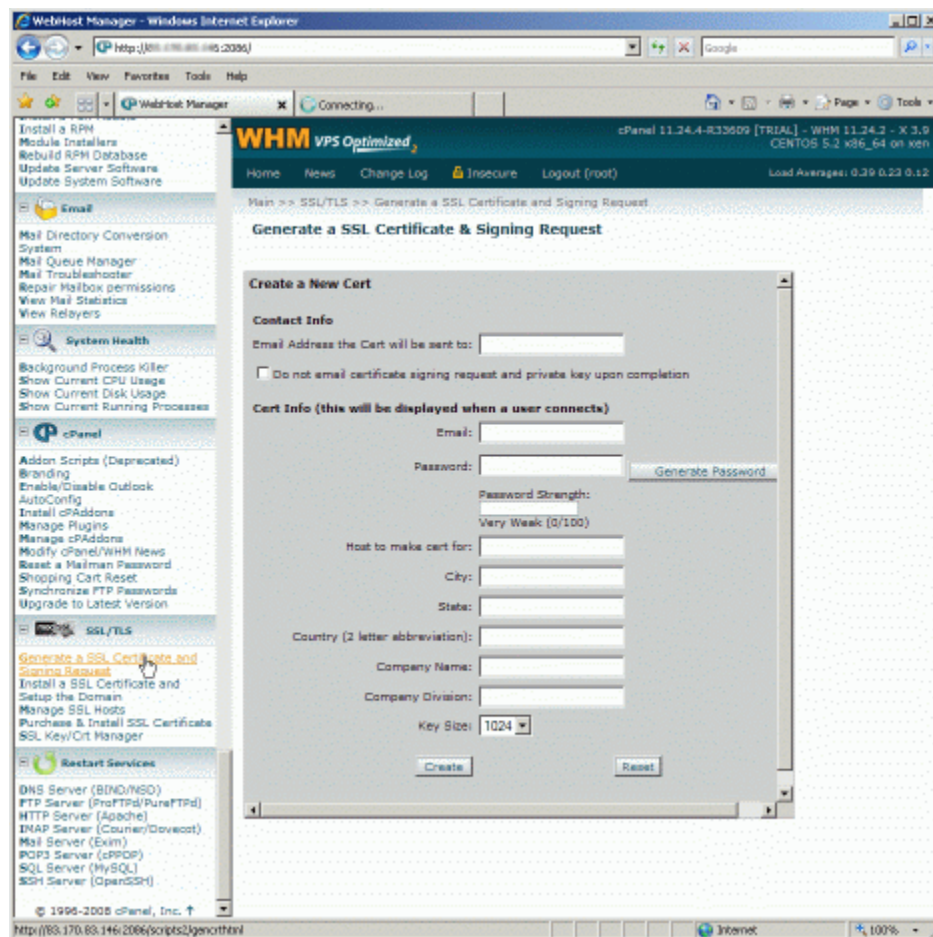 WebHost Manager - Windows Internet Explorer
:2086/
Google
File Edit View Favorites Tools Help
WebHost Manager
Connecting...
Page
Tools
Install a RPM
Module Installers
Rebuild RPM Database
Update Server Software
Update System Software
Email
Mail Directory Conversion
System
Mail Queue Manager
Mail Troubleshooter
Repair Mailbox permissions
View Mail Statistics
View Relayers
System Health
Background Process Killer
Show Current CPU Usage
Show Current Disk Usage
Show Current Running Processes
cPanel
Addon Scripts (Deprecated)
Branding
Enable/Disable Outlook
AutoConfig
Install cPAddons
Manage Plugins
Manage cPAddons
Modify cPanel/WHM News
Reset a Mailman Password
Shopping Cart Reset
Synchronize FTP Passwords
Upgrade to Latest Version
SSL/TLS
Generate a SSL Certificate and
Signing Request
Install a SSL Certificate and
Setup the Domain
Manage SSL Hosts
Purchase & Install SSL Certificate
SSL Key/Crt Manager
Restart Services
DNS Server (BIND/NSD)
FTP Server (ProFTPd/PureFTPd)
HTTP Server (Apache)
IMAP Server (Courier/Dovecot)
Mail Server (Exim)
POP3 Server (cPPOP)
SQL Server (MySQL)
SSH Server (OpenSSH)
© 1996-2008 cPanel, Inc.
WHM VPS Optimized 2
cPanel 11.24.4-R33609 [TRIAL] - WHM 11.24.2 - X 3.9
CENTOS 5.2 x86_64 on xen
Home News Change Log Insecure Logout (root)
Load Averages: 0.39 0.23 0.12
Main >> SSL/TLS >> Generate a SSL Certificate and Signing Request
Generate a SSL Certificate & Signing Request
Create a New Cert
Contact Info
Email Address the Cert will be sent to:
Do not email certificate signing request and private key upon completion
Cert Info (this will be displayed when a user connects)
Email:
Password:
Generate Password
Password Strength:
Very Weak (0/100)
Host to make cert for:
City:
State:
Country (2 letter abbreviation):
Company Name:
Company Division:
Key Size: 1024
Create Reset
http://83.170.83.146:2086/scripts2/gencrthtml
Internet
100%